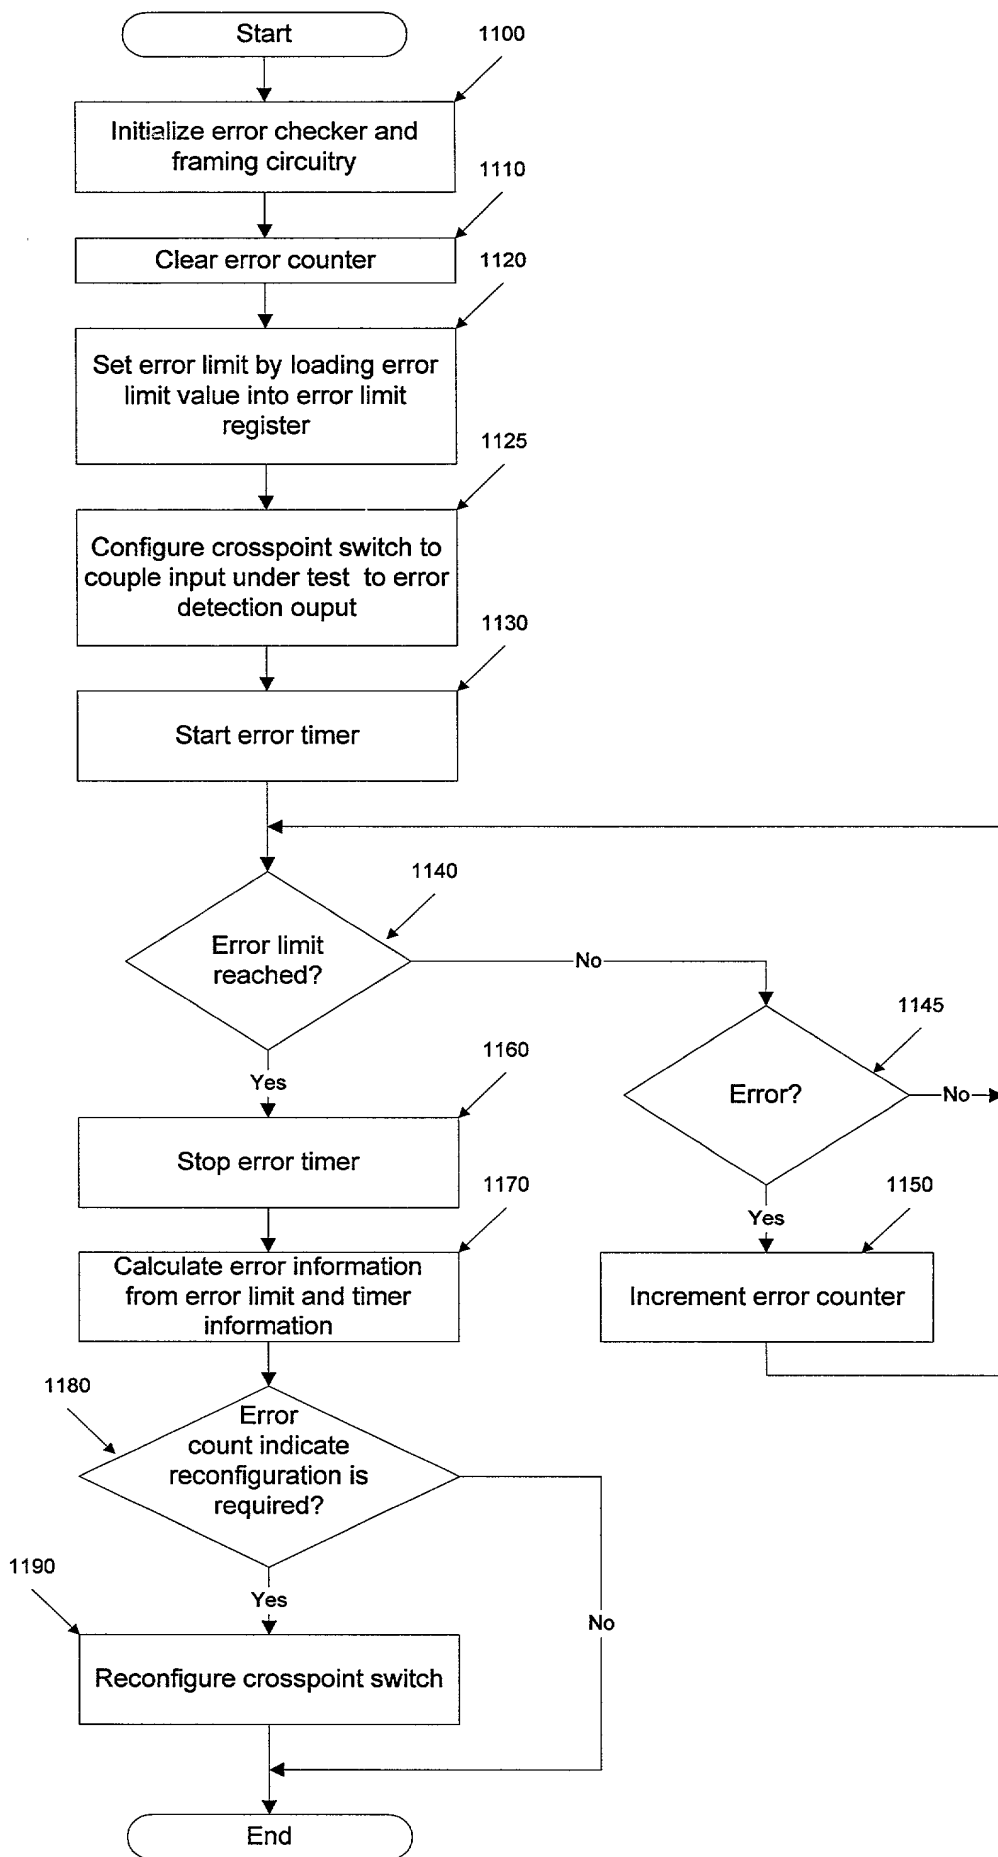 Start
1100
Initialize error checker and
framing circuitry
1110
Clear error counter
1120
Set error limit by loading error
limit value into error limit
register
1125
Configure crosspoint switch to
couple input under test to error
detection ouput
1130
Start error timer
1140
Error limit
reached?
No
1145
Error?
No
Yes
1160
Stop error timer
Yes
1150
Increment error counter
1170
Calculate error information
from error limit and timer
information
1180
Error
count indicate
reconfiguration is
required?
1190
Yes
No
Reconfigure crosspoint switch
End